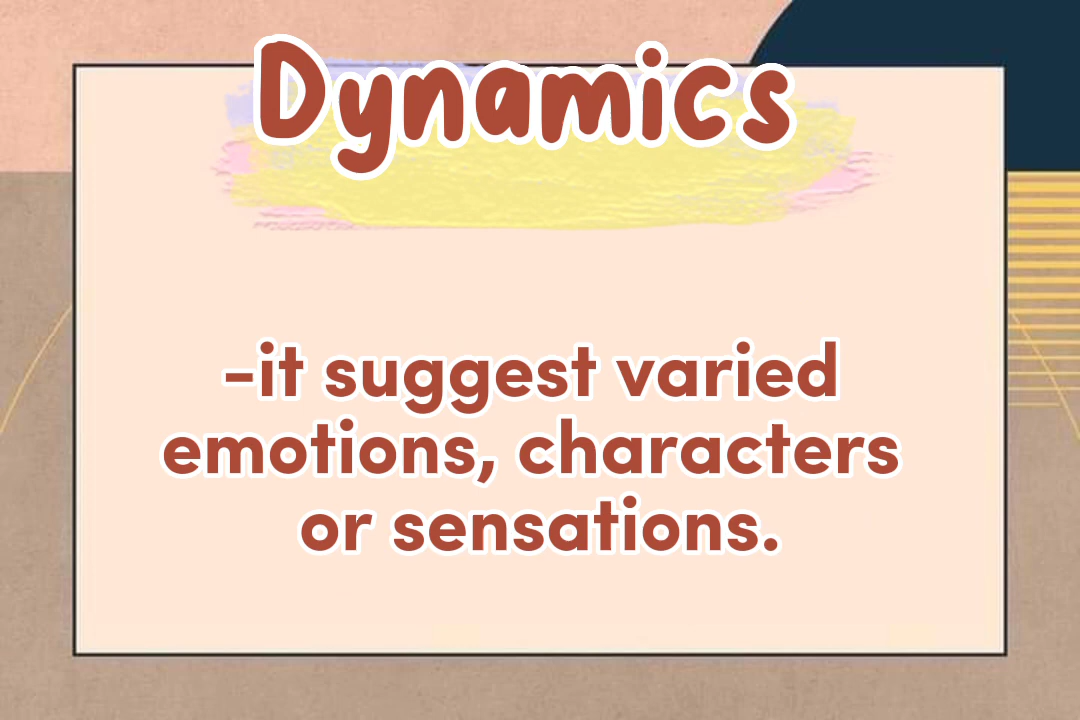 Dynamics
-it suggest varied
emotions, characters
or sensations.